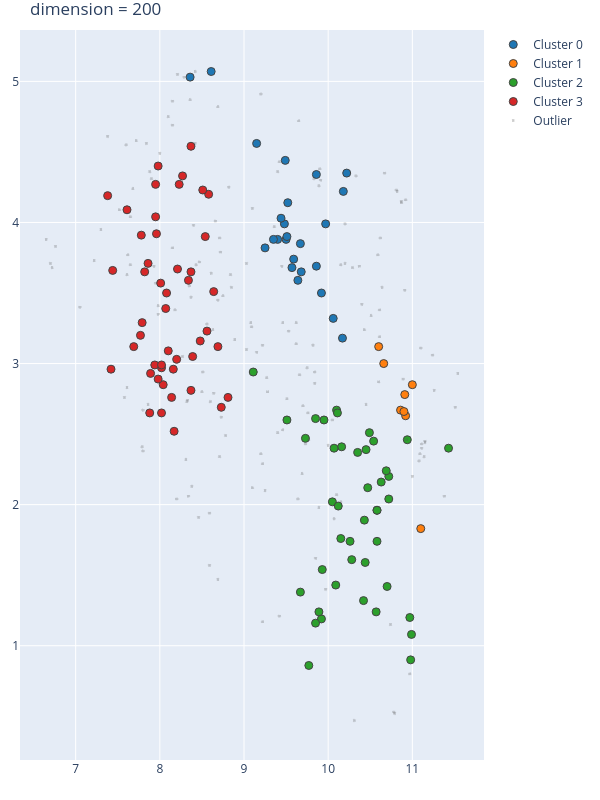 dimension = 200
Cluster 0
Cluster 1
Cluster 2
Cluster 3
Outlier
5
4
3
2
1
7 8 9 10 11